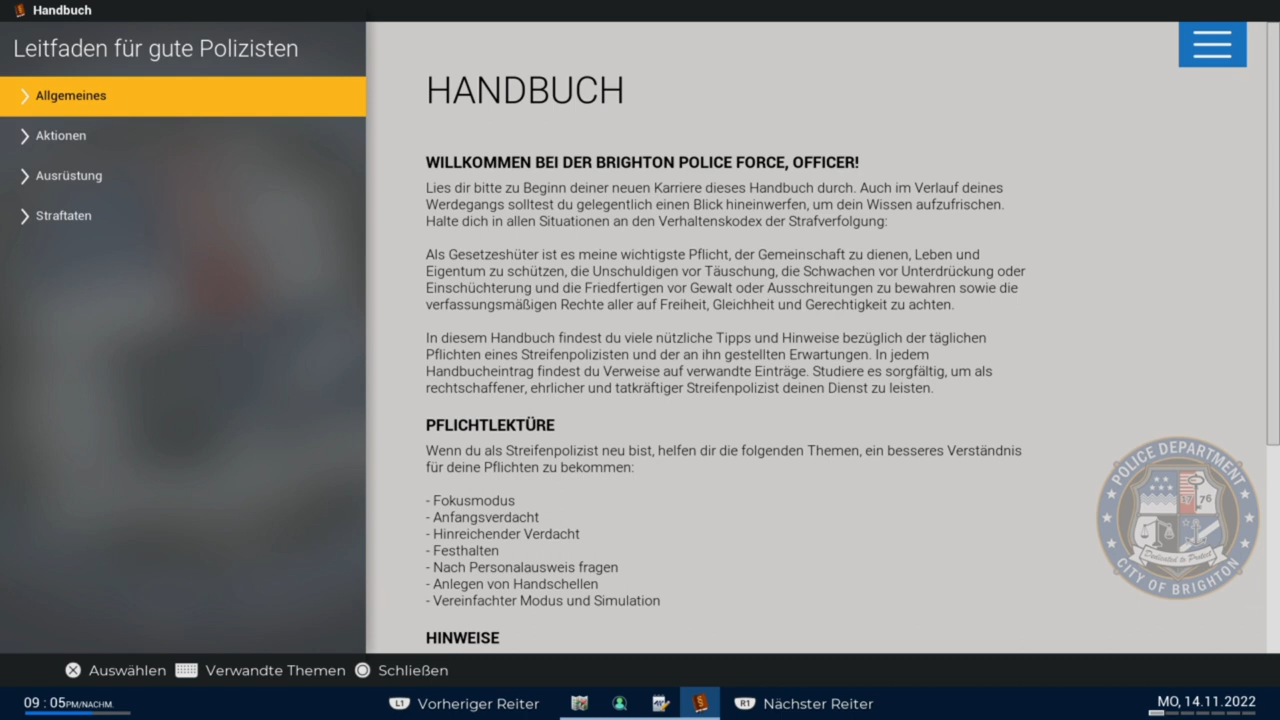 Handbuch
Leitfaden für gute Polizisten
Allgemeines
Aktionen
Ausrüstung
Straftaten
HANDBUCH
WILLKOMMEN BEI DER BRIGHTON POLICE FORCE, OFFICER!
Lies dir bitte zu Beginn deiner neuen Karriere dieses Handbuch durch. Auch im Verlauf deines
Werdegangs solltest du gelegentlich einen Blick hineinwerfen, um dein Wissen aufzufrischen.
Halte dich in allen Situationen an den Verhaltenskodex der Strafverfolgung:
Als Gesetzeshüter ist es meine wichtigste Pflicht, der Gemeinschaft zu dienen, Leben und
Eigentum zu schützen, die Unschuldigen vor Täuschung, die Schwachen vor Unterdrückung oder
Einschüchterung und die Friedfertigen vor Gewalt oder Ausschreitungen zu bewahren sowie die
verfassungsmäßigen Rechte aller auf Freiheit, Gleichheit und Gerechtigkeit zu achten.
In diesem Handbuch findest du viele nützliche Tipps und Hinweise bezüglich der täglichen
Pflichten eines Streifenpolizisten und der an ihn gestellten Erwartungen. In jedem
Handbucheintrag findest du Verweise auf verwandte Einträge. Studiere es sorgfältig, um als
rechtschaffener, ehrlicher und tatkräftiger Streifenpolizist deinen Dienst zu leisten.
PFLICHTLEKTÜRE
Wenn du als Streifenpolizist neu bist, helfen dir die folgenden Themen, ein besseres Verständnis
für deine Pflichten zu bekommen:
- Fokusmodus
- Anfangsverdacht
- Hinreichender Verdacht
- Festhalten
- Nach Personalausweis fragen
- Anlegen von Handschellen
- Vereinfachter Modus und Simulation
HINWEISE
POLICE DEPARTMENT
17 76
Dedicated to Protect
CITY OF BRIGHTON
Auswählen Verwandte Themen Schließen
09 : 05 PM/NACHM. L1 Vorheriger Reiter R1 Nächster Reiter MO, 14.11.2022